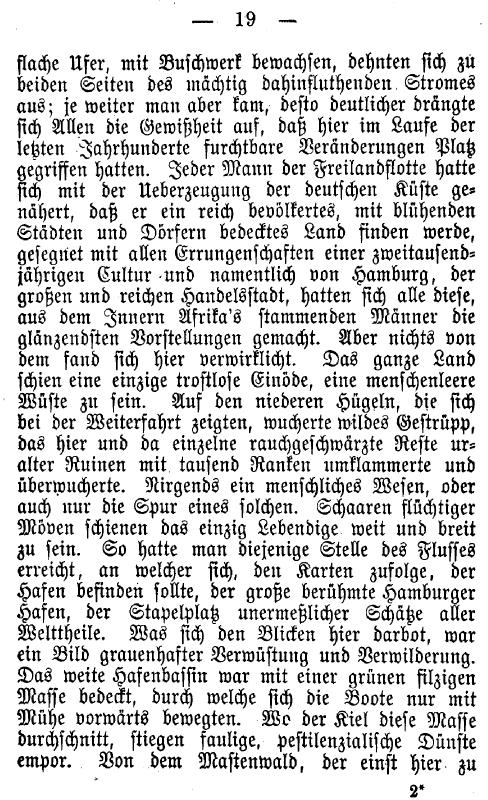 — 19 —
flache Ufer, mit Buschwerk bewachsen, dehnten sich zu
beiden Seiten des mächtig dahinfluthenden Stromes
aus; je weiter man aber kam, desto deutlicher drängte
sich Allen die Gewißheit auf, daß hier im Laufe der
letzten Jahrhunderte furchtbare Veränderungen Platz
gegriffen hatten. Jeder Mann der Freilandflotte hatte
sich mit der Ueberzeugung der deutschen Küste ge-
nähert, daß er ein reich bevölkertes, mit blühenden
Städten und Dörfern bedecktes Land finden werde,
gesegnet mit allen Errungenschaften einer zweitausend-
jährigen Cultur und namentlich von Hamburg, der
großen und reichen Handelsstadt, hatten sich alle diese,
aus dem Innern Afrika's stammenden Männer die
glänzendsten Vorstellungen gemacht. Aber nichts von
dem fand sich hier verwirklicht. Das ganze Land
schien eine einzige trostlose Einöde, eine menschenleere
Wüste zu sein. Auf den niederen Hügeln, die sich
bei der Weiterfahrt zeigten, wucherte wildes Gestrüpp,
das hier und da einzelne rauchgeschwärzte Reste ur-
alter Ruinen mit tausend Ranken umklammerte und
überwucherte. Nirgends ein menschliches Wesen, oder
auch nur die Spur eines solchen. Schaaren flüchtiger
Möven schienen das einzig Lebendige weit und breit
zu sein. So hatte man diejenige Stelle des Flusses
erreicht, an welcher sich, den Karten zufolge, der
Hafen befinden sollte, der große berühmte Hamburger
Hafen, der Stapelplatz unermeßlicher Schätze aller
Welttheile. Was sich den Blicken hier darbot, war
ein Bild grauenhafter Verwüstung und Verwilderung.
Das weite Hafenbassin war mit einer grünen filzigen
Masse bedeckt, durch welche sich die Boote nur mit
Mühe vorwärts bewegten. Wo der Kiel diese Masse
durchschnitt, stiegen faulige, pestilenzialische Dünste
empor. Von dem Mastenwald, der einst hier zu
2*